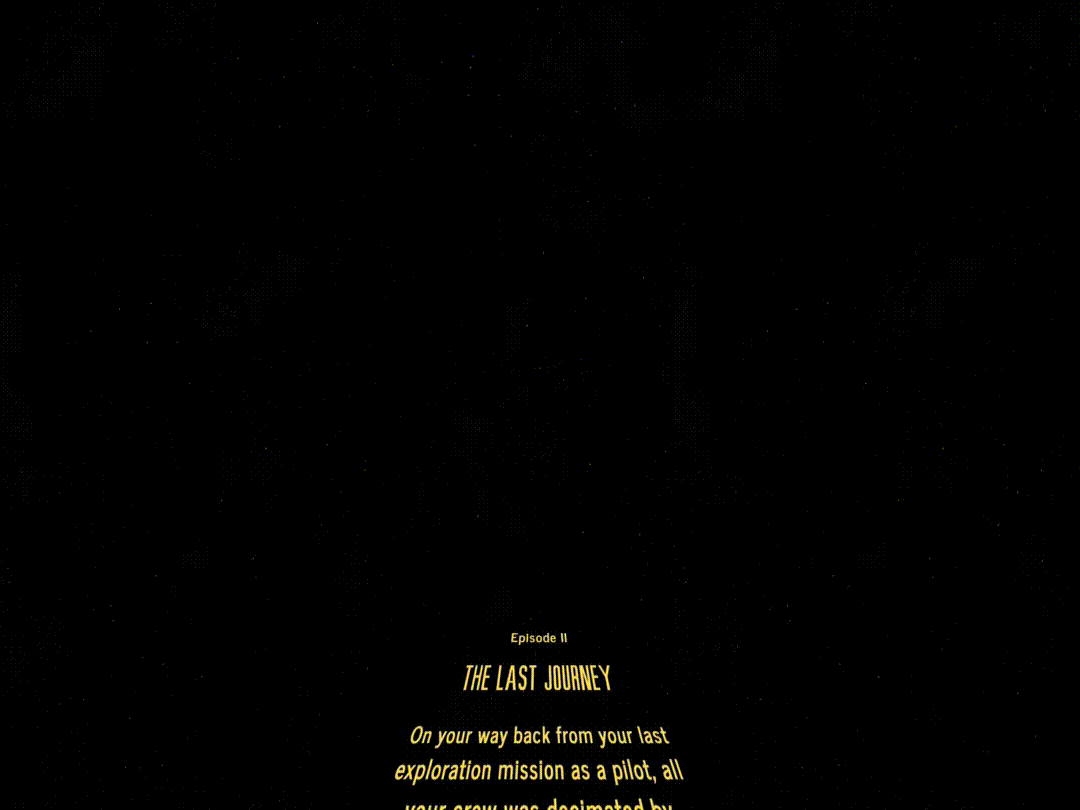 Episode II
THE LAST JOURNEY
On your way back from your last
exploration mission as a pilot, all
your crew was decimated by